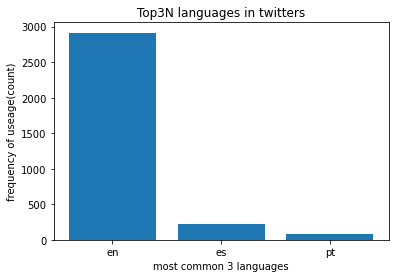 Top3N languages in twitters
frequency of useage(count)
3000
2500
2000
1500
1000
500
0
en es pt
most common 3 languages